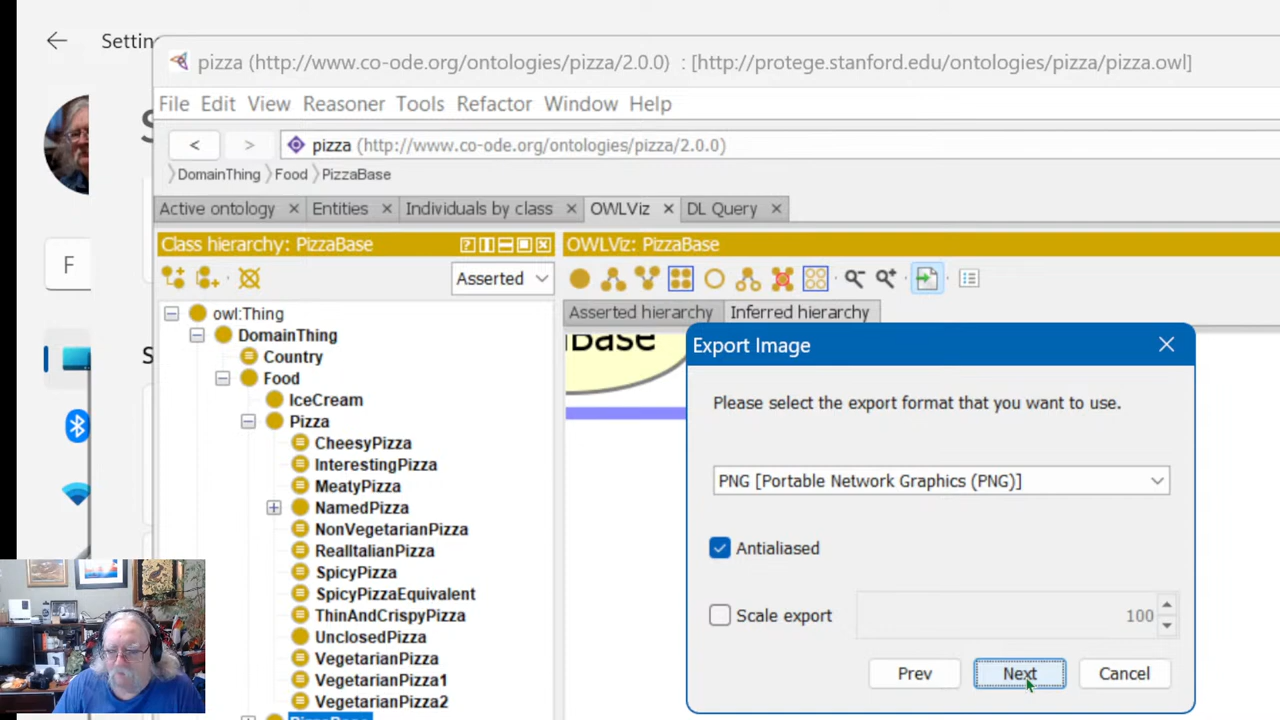 Settin
pizza (http://www.co-ode.org/ontologies/pizza/2.0.0) : [http://protege.stanford.edu/ontologies/pizza/pizza.owl]
File Edit View Reasoner Tools Refactor Window Help
S
< > pizza (http://www.co-ode.org/ontologies/pizza/2.0.0)
DomainThing Food PizzaBase
Active ontology × Entities × Individuals by class × OWLViz × DL Query ×
Class hierarchy: PizzaBase
OWLViz: PizzaBase
F
Asserted
Asserted hierarchy Inferred hierarchy
owl:Thing
DomainThing
Country
Food
IceCream
Pizza
CheesyPizza
InterestingPizza
MeatyPizza
NamedPizza
NonVegetarianPizza
RealItalianPizza
SpicyPizza
SpicyPizzaEquivalent
ThinAndCrispyPizza
UnclosedPizza
VegetarianPizza
VegetarianPizza1
VegetarianPizza2
PizzaBase
Base
Export Image
Please select the export format that you want to use.
PNG [Portable Network Graphics (PNG)]
Antialiased
Scale export 100
Prev Next Cancel